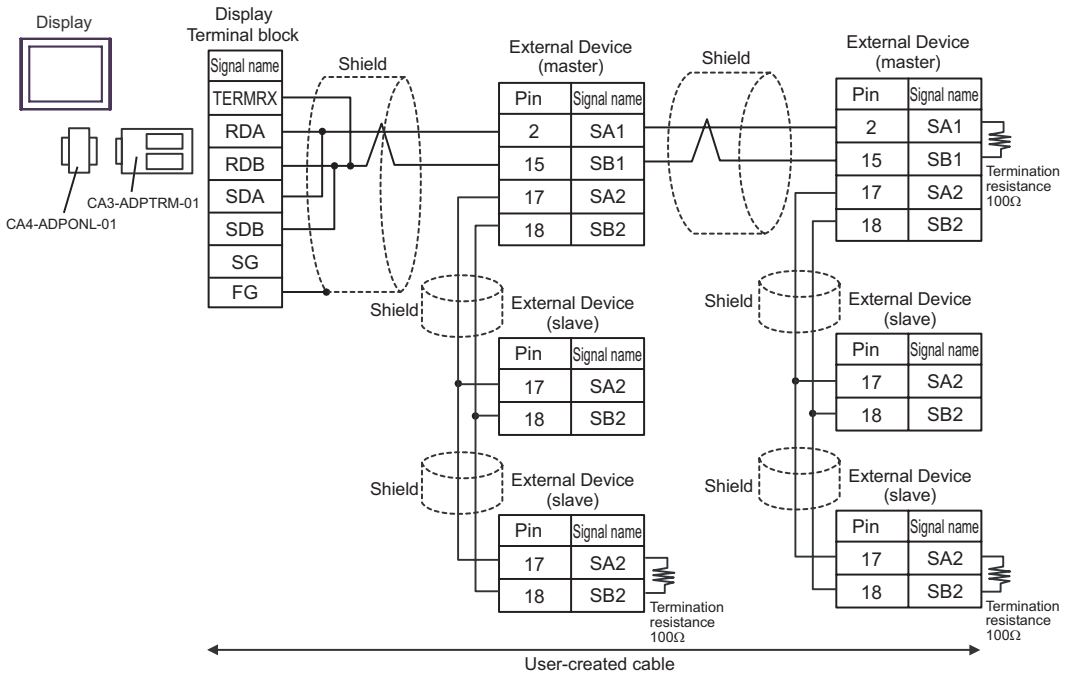 Display
CA3-ADPTRM-01
CA4-ADPONL-01
Display
Terminal block
Signal name
TERMRX
RDA
RDB
SDA
SDB
SG
FG
Shield
External Device
(master)
Pin Signal name
2 SA1
15 SB1
17 SA2
18 SB2
Shield
External Device
(master)
Pin Signal name
2 SA1
15 SB1
17 SA2
18 SB2
Termination
resistance
100Ω
Shield
External Device
(slave)
Pin Signal name
17 SA2
18 SB2
Shield
External Device
(slave)
Pin Signal name
17 SA2
18 SB2
Shield
External Device
(slave)
Pin Signal name
17 SA2
18 SB2
Termination
resistance
100Ω
Shield
External Device
(slave)
Pin Signal name
17 SA2
18 SB2
Termination
resistance
100Ω
User-created cable